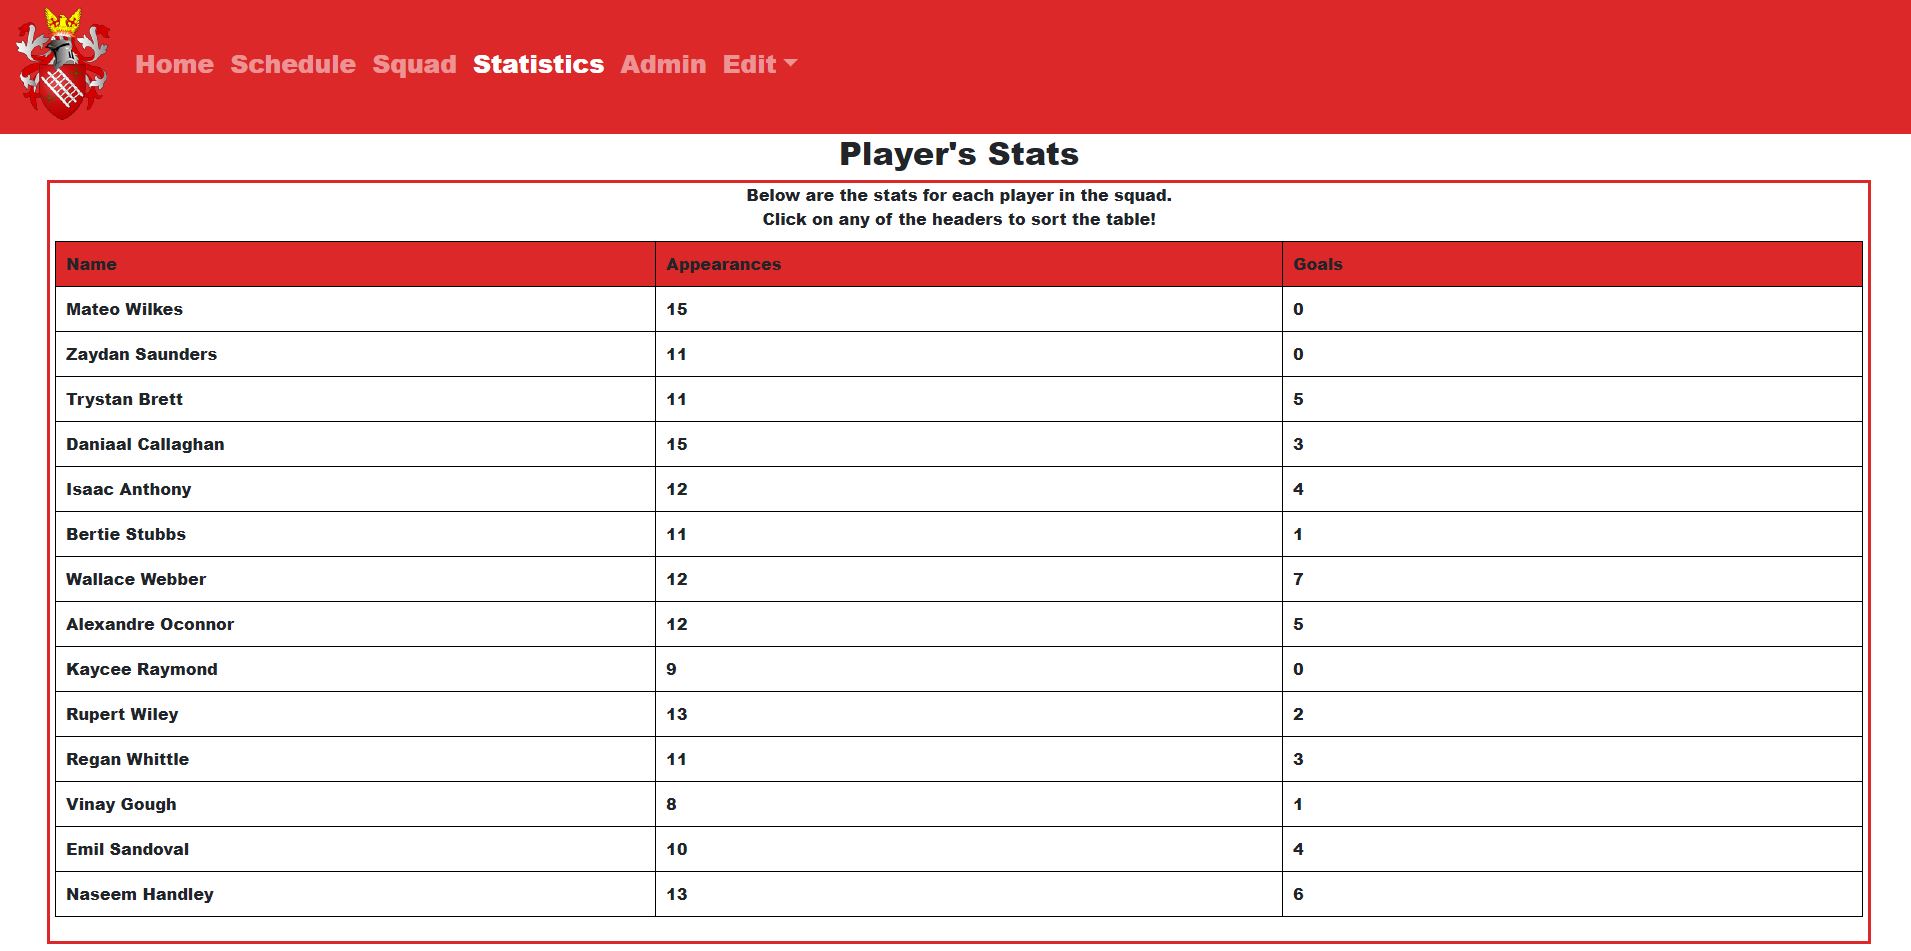 Home Schedule Squad Statistics Admin Edit
Player's Stats
Below are the stats for each player in the squad.
Click on any of the headers to sort the table!
Name Appearances Goals
Mateo Wilkes 15 0
Zaydan Saunders 11 0
Trystan Brett 11 5
Daniaal Callaghan 15 3
Isaac Anthony 12 4
Bertie Stubbs 11 1
Wallace Webber 12 7
Alexandre Oconnor 12 5
Kaycee Raymond 9 0
Rupert Wiley 13 2
Regan Whittle 11 3
Vinay Gough 8 1
Emil Sandoval 10 4
Naseem Handley 13 6